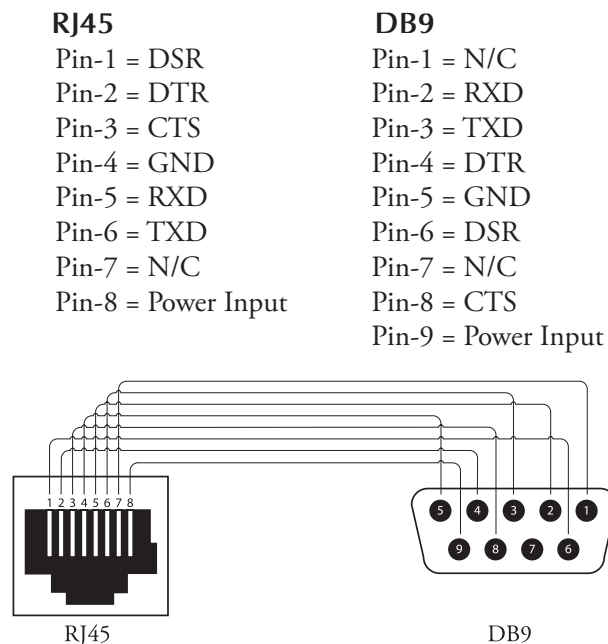 RJ45
Pin-1 = DSR
Pin-2 = DTR
Pin-3 = CTS
Pin-4 = GND
Pin-5 = RXD
Pin-6 = TXD
Pin-7 = N/C
Pin-8 = Power Input
DB9
Pin-1 = N/C
Pin-2 = RXD
Pin-3 = TXD
Pin-4 = DTR
Pin-5 = GND
Pin-6 = DSR
Pin-7 = N/C
Pin-8 = CTS
Pin-9 = Power Input
1 2 3 4 5 6 7 8
5 4 3 2 1
9 8 7 6
RJ45
DB9